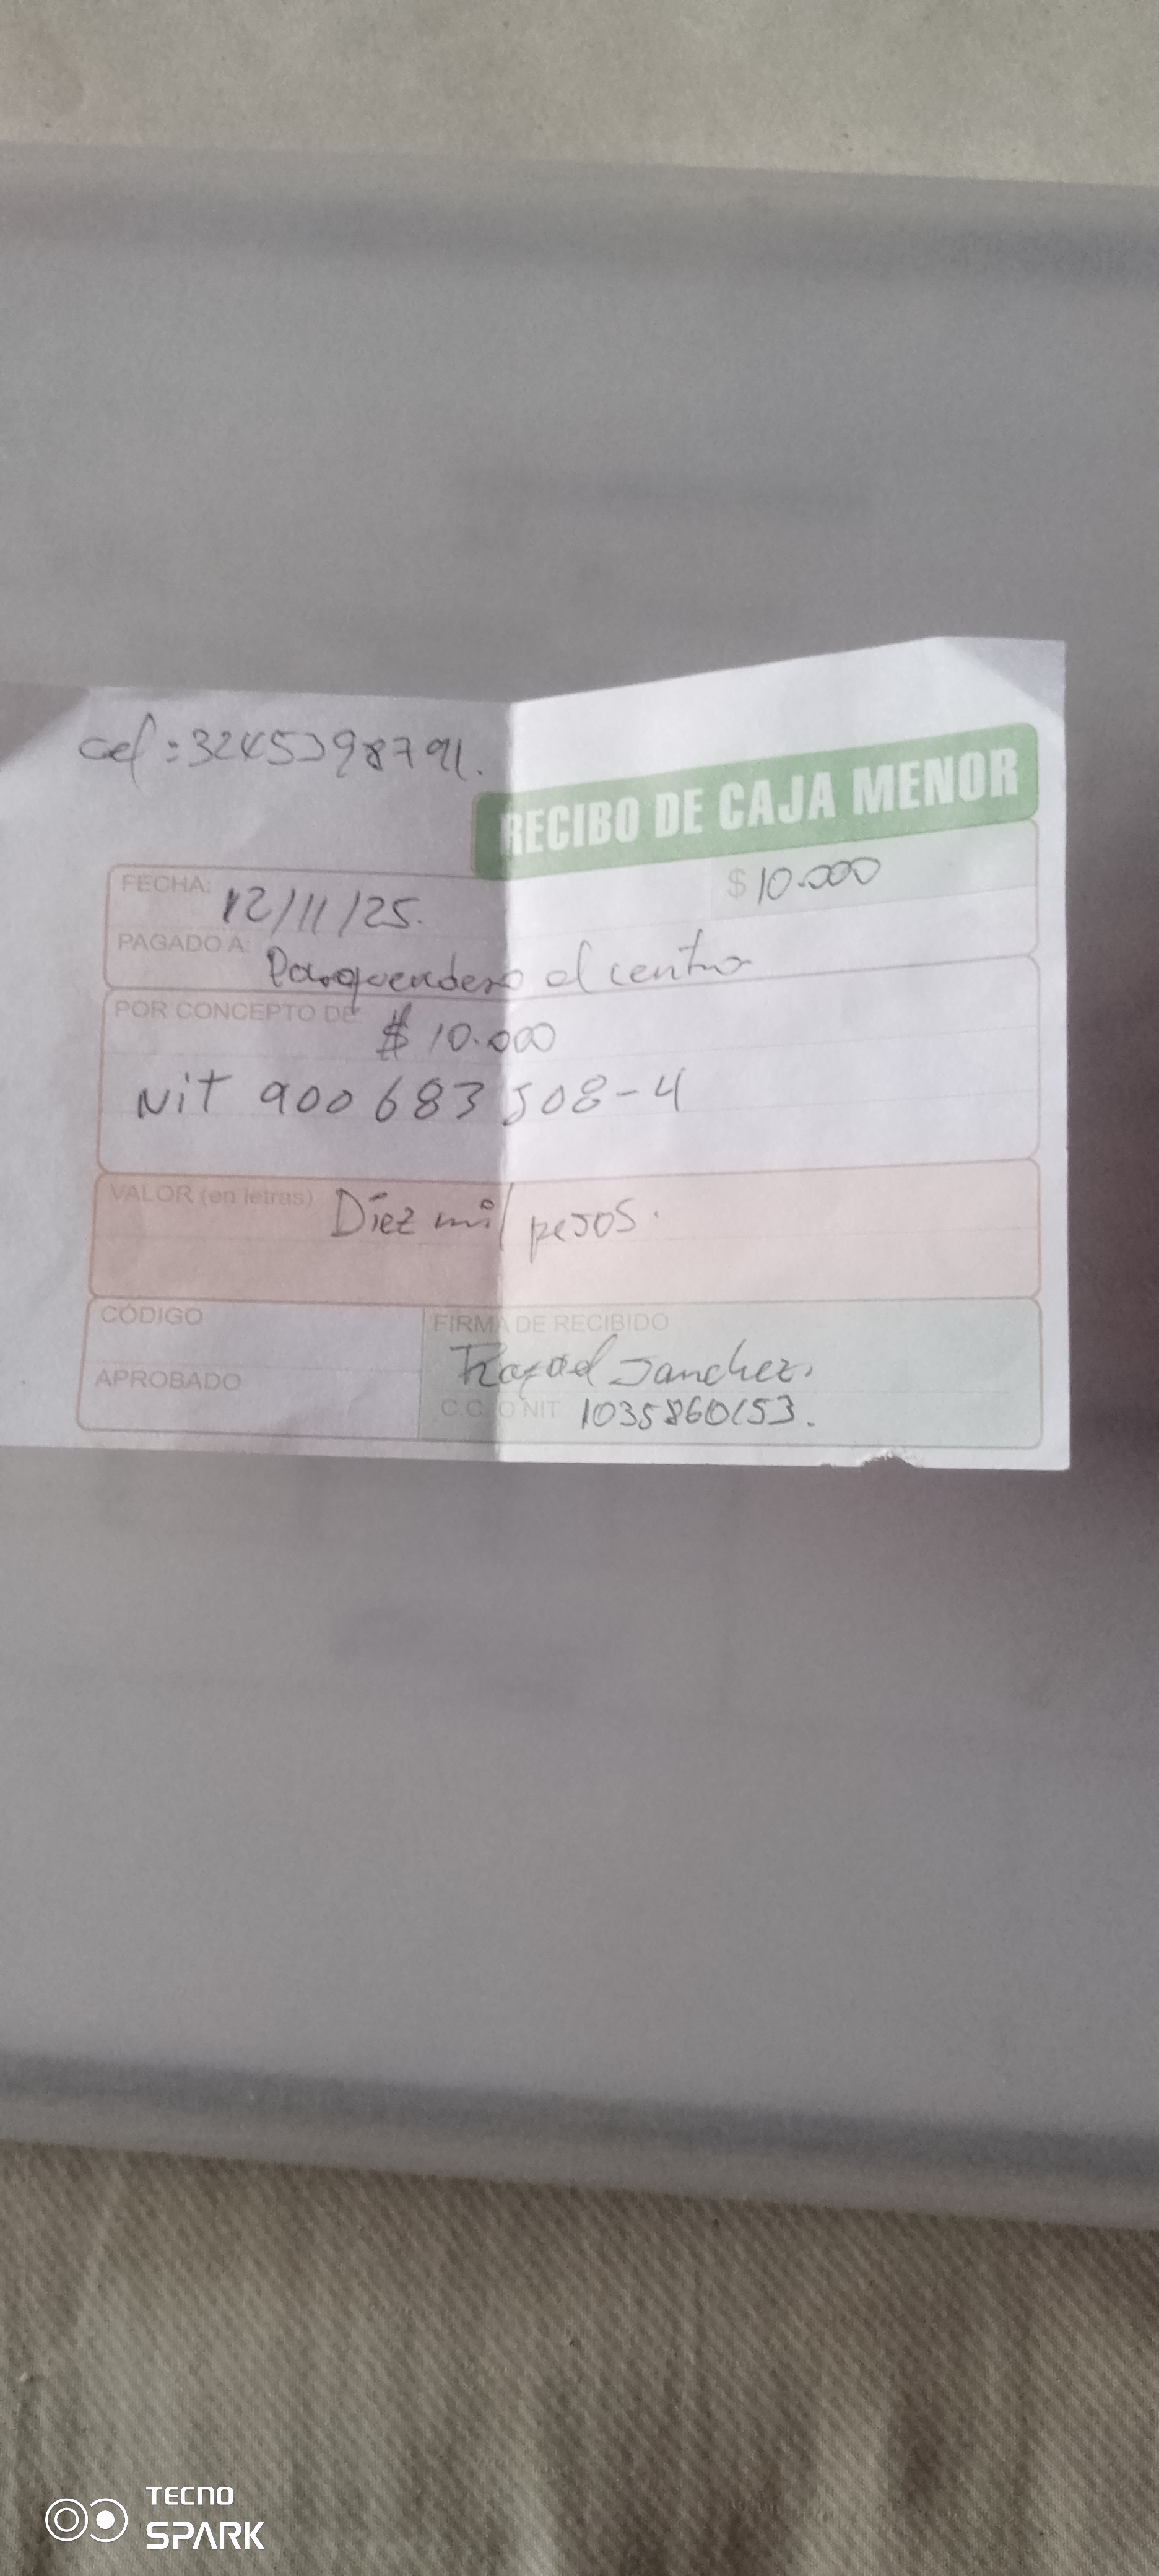 cel: 3245398791.
RECIBO DE CAJA MENOR
FECHA: 12/11/25. $ 10.000
PAGADO A: Parqueadero el centro
POR CONCEPTO DE: $ 10.000
Nit 900683508-4
VALOR (en letras) Diez mil pesos.
CÓDIGO
FIRMA DE RECIBIDO
Rafael Sanchez.
APROBADO
C.C. O NIT 1035860153.
TECNO
SPARK